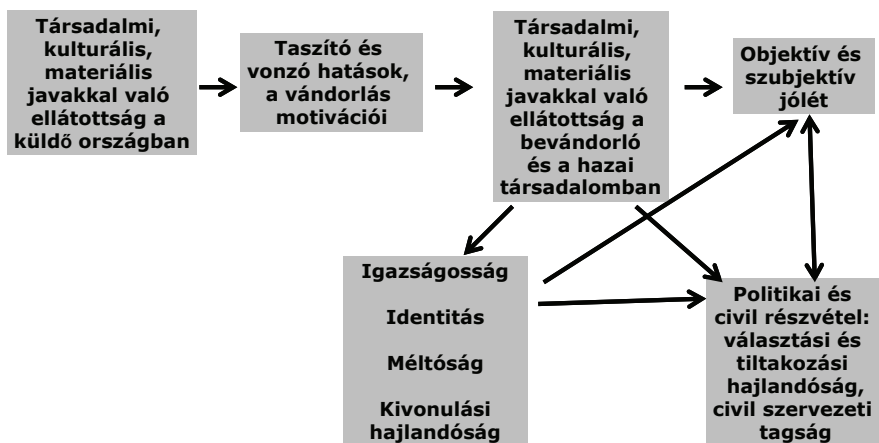 Társadalmi,
kulturális,
materiális
javakkal való
ellátottság a
küldő országban
Taszító és
vonzó hatások,
a vándorlás
motivációi
Társadalmi,
kulturális,
materiális
javakkal való
ellátottság a
bevándorló
és a hazai
társadalomban
Objektív és
szubjektív
jólét
Igazságosság
Identitás
Méltóság
Kivonulási
hajlandóság
Politikai és
civil részvétel:
választási és
tiltakozási
hajlandóság,
civil szervezeti
tagság